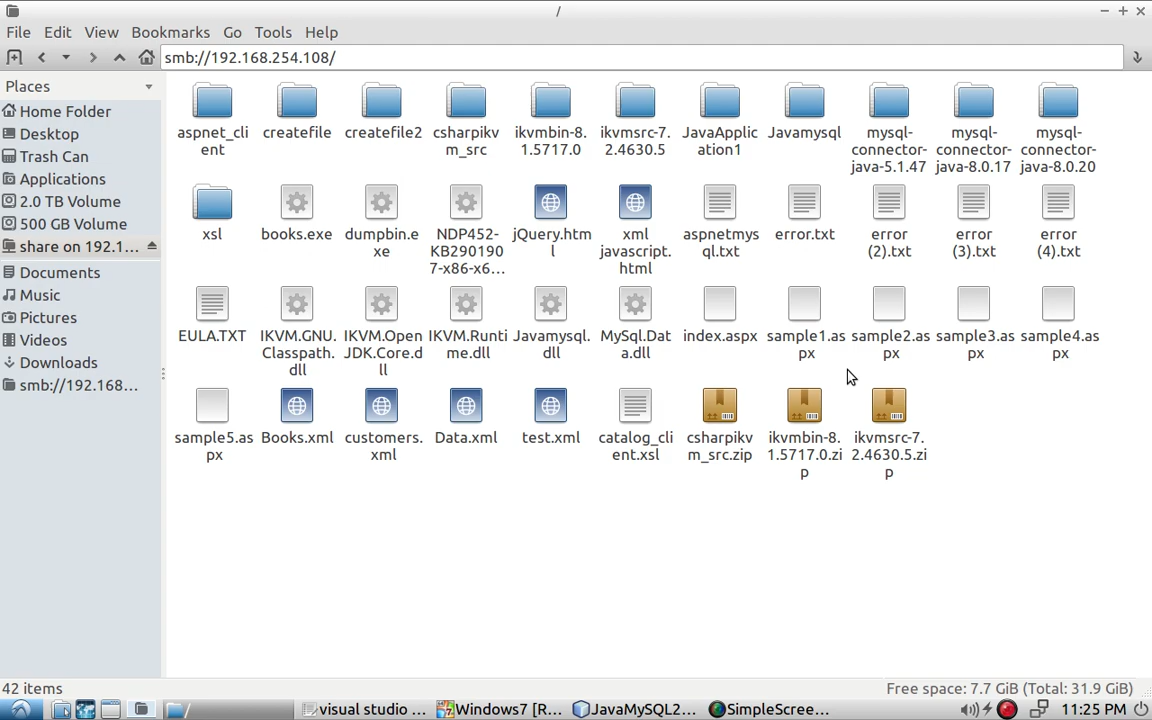 /
File Edit View Bookmarks Go Tools Help
smb://192.168.254.108/
Places
Home Folder
Desktop
Trash Can
Applications
2.0 TB Volume
500 GB Volume
share on 192.1...
Documents
Music
Pictures
Videos
Downloads
smb://192.168...
aspnet_cli
ent
createfile
createfile2
csharpikv
m_src
ikvmbin-8.
1.5717.0
ikvmsrc-7.
2.4630.5
JavaApplic
ation1
Javamysql
mysql-
connector-
java-5.1.47
mysql-
connector-
java-8.0.17
mysql-
connector-
java-8.0.20
xsl
books.exe
dumpbin.e
xe
NDP452-
KB290190
7-x86-x6...
jQuery.htm
l
xml
javascript.
html
aspnetmys
ql.txt
error.txt
error
(2).txt
error
(3).txt
error
(4).txt
EULA.TXT
IKVM.GNU.
Classpath.
dll
IKVM.Open
JDK.Core.d
ll
IKVM.Runti
me.dll
Javamysql.
dll
MySql.Dat
a.dll
index.aspx
sample1.as
px
sample2.as
px
sample3.as
px
sample4.as
px
sample5.as
px
Books.xml
customers.
xml
Data.xml
test.xml
catalog_cli
ent.xsl
csharpikv
m_src.zip
ikvmbin-8.
1.5717.0.zi
p
ikvmsrc-7.
2.4630.5.zi
p
42 items
Free space: 7.7 GiB (Total: 31.9 GiB)
/
visual studio ...
Windows7 [R...
JavaMySQL2...
SimpleScree...
11:25 PM